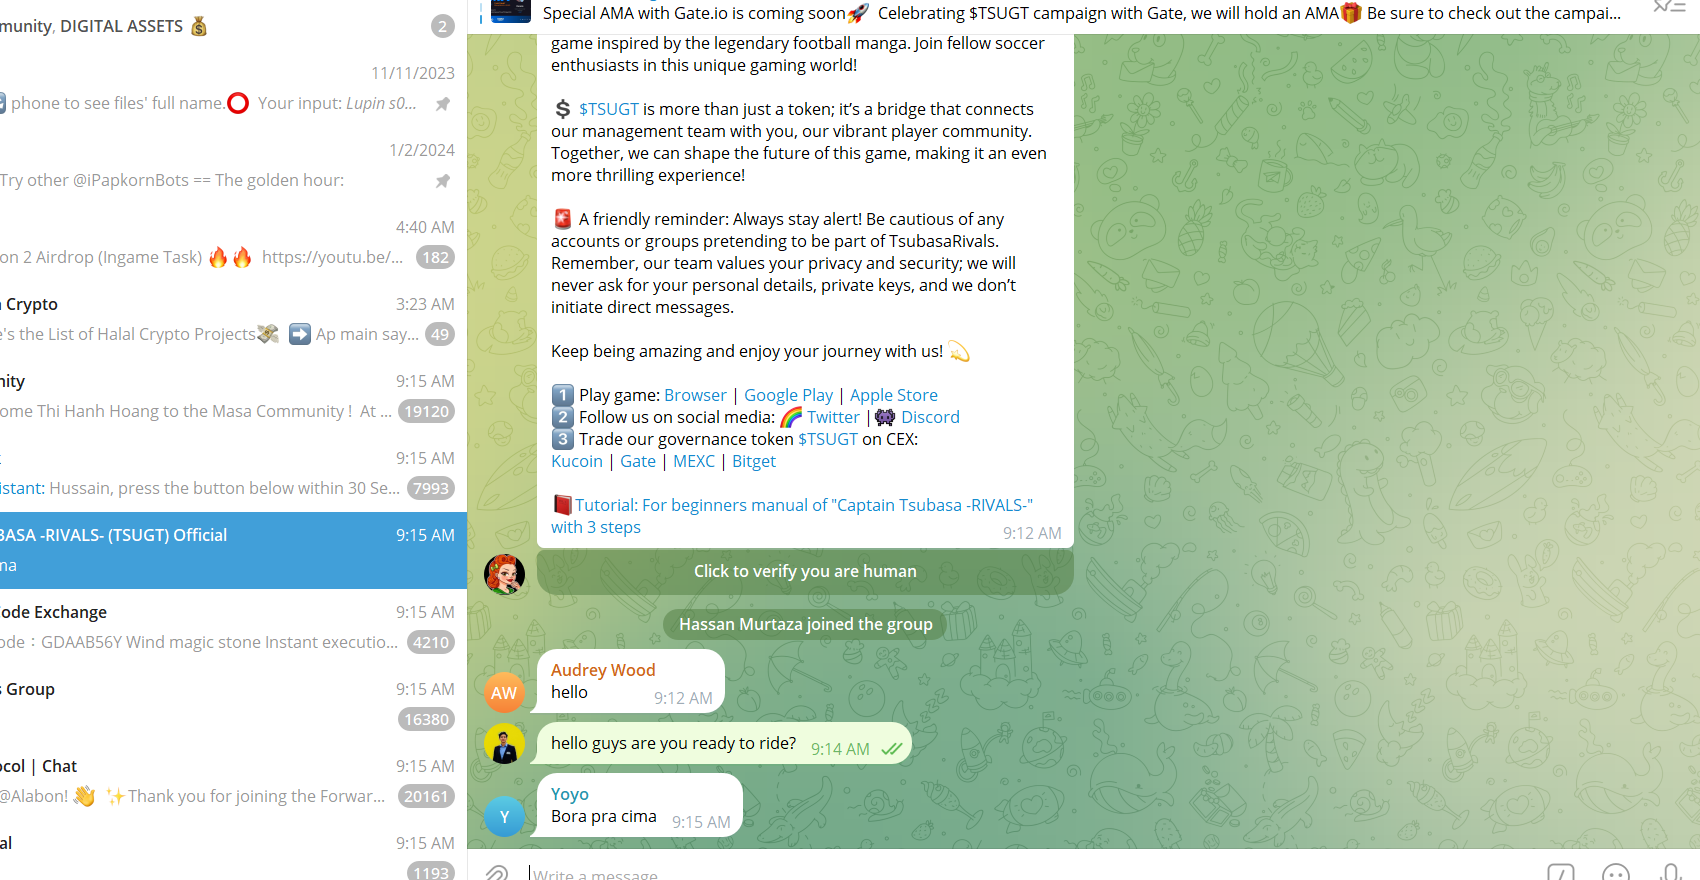 munity, DIGITAL ASSETS 💰
2
11/11/2023
phone to see files' full name.⭕ Your input: Lupin s0...
1/2/2024
Try other @iPapkornBots == The golden hour:
4:40 AM
on 2 Airdrop (Ingame Task) 🔥🔥 https://youtu.be/...
182
Crypto
3:23 AM
e's the List of Halal Crypto Projects💸 ➡️ Ap main say...
49
nity
9:15 AM
ome Thi Hanh Hoang to the Masa Community ! At ...
19120
9:15 AM
istant: Hussain, press the button below within 30 Se...
7993
BASA -RIVALS- (TSUGT) Official
9:15 AM
ma
Code Exchange
9:15 AM
ode：GDAAB56Y Wind magic stone Instant executio...
4210
s Group
9:15 AM
16380
ocol | Chat
9:15 AM
@Alabon! 👋 ✨Thank you for joining the Forwar...
20161
al
9:15 AM
1193
Special AMA with Gate.io is coming soon🚀 Celebrating $TSUGT campaign with Gate, we will hold an AMA🎁 Be sure to check out the campai...
game inspired by the legendary football manga. Join fellow soccer
enthusiasts in this unique gaming world!
💲 $TSUGT is more than just a token; it’s a bridge that connects
our management team with you, our vibrant player community.
Together, we can shape the future of this game, making it an even
more thrilling experience!
🚨 A friendly reminder: Always stay alert! Be cautious of any
accounts or groups pretending to be part of TsubasaRivals.
Remember, our team values your privacy and security; we will
never ask for your personal details, private keys, and we don’t
initiate direct messages.
Keep being amazing and enjoy your journey with us! 💫
1️⃣ Play game: Browser | Google Play | Apple Store
2️⃣ Follow us on social media: 🌈 Twitter |👾 Discord
3️⃣ Trade our governance token $TSUGT on CEX:
Kucoin | Gate | MEXC | Bitget
📕Tutorial: For beginners manual of "Captain Tsubasa -RIVALS-"
with 3 steps
9:12 AM
Click to verify you are human
Hassan Murtaza joined the group
Audrey Wood
AW
hello
9:12 AM
hello guys are you ready to ride?
9:14 AM
Yoyo
Y
Bora pra cima
9:15 AM
Write a message